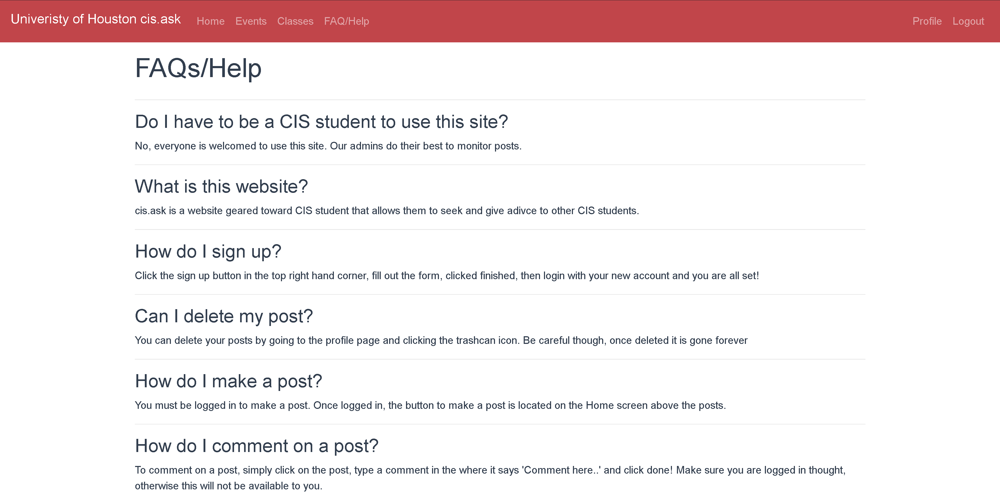 Univeristy of Houston cis.ask Home Events Classes FAQ/Help Profile Logout
FAQs/Help
Do I have to be a CIS student to use this site?
No, everyone is welcomed to use this site. Our admins do their best to monitor posts.
What is this website?
cis.ask is a website geared toward CIS student that allows them to seek and give adivce to other CIS students.
How do I sign up?
Click the sign up button in the top right hand corner, fill out the form, clicked finished, then login with your new account and you are all set!
Can I delete my post?
You can delete your posts by going to the profile page and clicking the trashcan icon. Be careful though, once deleted it is gone forever
How do I make a post?
You must be logged in to make a post. Once logged in, the button to make a post is located on the Home screen above the posts.
How do I comment on a post?
To comment on a post, simply click on the post, type a comment in the where it says 'Comment here..' and click done! Make sure you are logged in thought,
otherwise this will not be available to you.